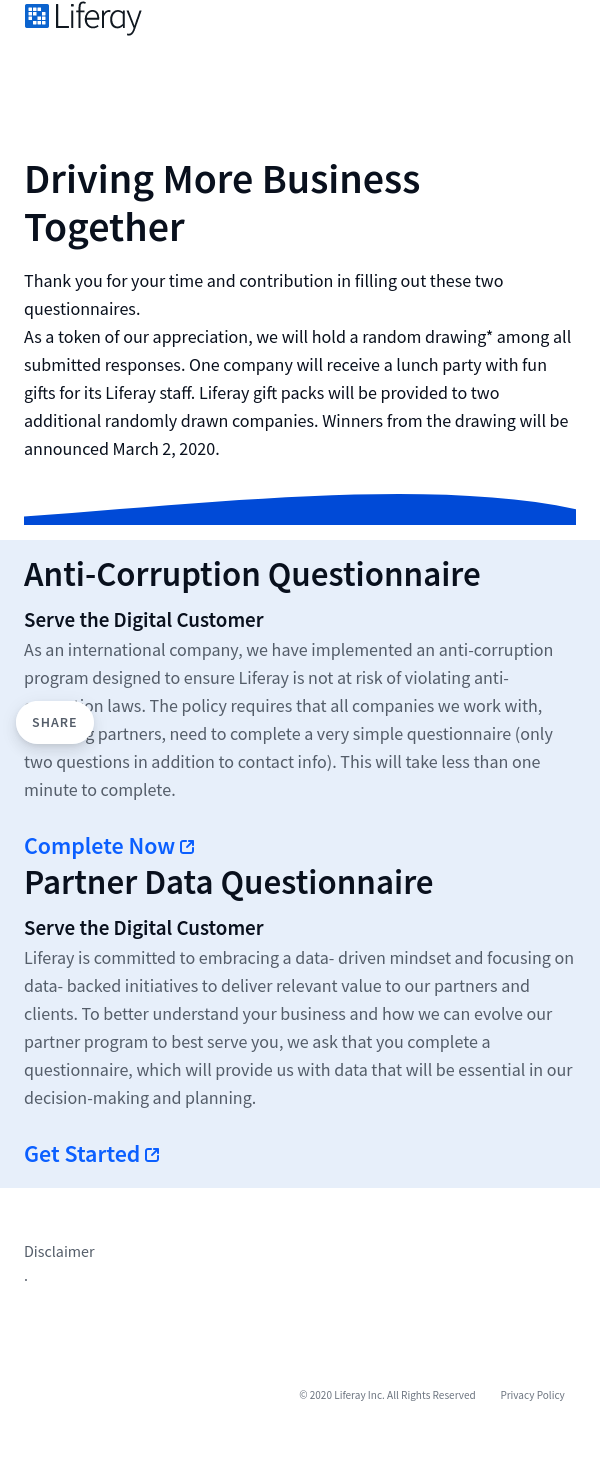 Liferay
Driving More Business
Together
Thank you for your time and contribution in filling out these two
questionnaires.
As a token of our appreciation, we will hold a random drawing* among all
submitted responses. One company will receive a lunch party with fun
gifts for its Liferay staff. Liferay gift packs will be provided to two
additional randomly drawn companies. Winners from the drawing will be
announced March 2, 2020.
Anti-Corruption Questionnaire
Serve the Digital Customer
As an international company, we have implemented an anti-corruption
program designed to ensure Liferay is not at risk of violating anti-
laws. The policy requires that all companies we work with,
SHARE
partners, need to complete a very simple questionnaire (only
two questions in addition to contact info). This will take less than one
minute to complete.
Complete Now
Partner Data Questionnaire
Serve the Digital Customer
Liferay is committed to embracing a data- driven mindset and focusing on
data- backed initiatives to deliver relevant value to our partners and
clients. To better understand your business and how we can evolve our
partner program to best serve you, we ask that you complete a
questionnaire, which will provide us with data that will be essential in our
decision-making and planning.
Get Started
Disclaimer
.
© 2020 Liferay Inc. All Rights Reserved Privacy Policy